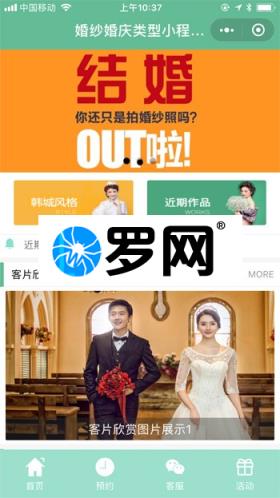 中国移动
上午10:37
婚纱婚庆类型小程...
结婚
你还只是拍婚纱照吗?
OUT啦!
韩城风格
STYLE
近期作品
WORKS
近期
罗网®
客片欣
MORE
客片欣赏图片展示1
首页
预约
客服
活动